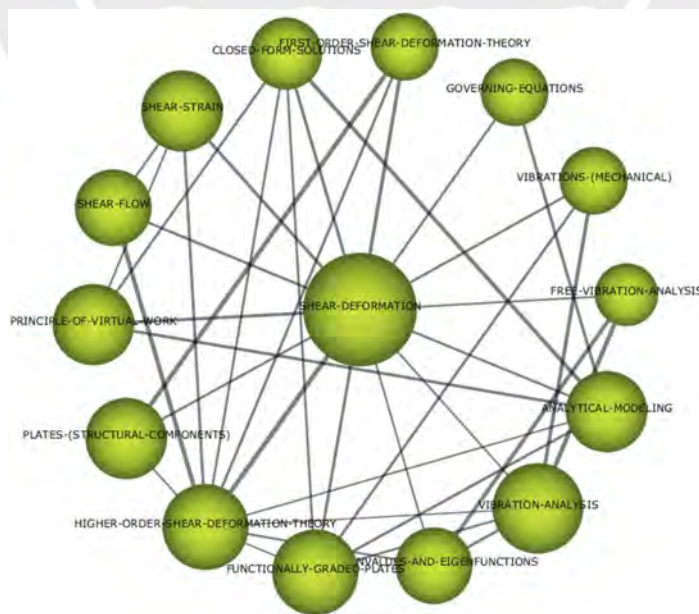 FIRST-ORDER-SHEAR-DEFORMATION-THEORY
CLOSED-FORM-SOLUTIONS
GOVERNING-EQUATIONS
SHEAR-STRAIN
VIBRATIONS-(MECHANICAL)
SHEAR-FLOW
FREE-VIBRATION-ANALYSIS
SHEAR-DEFORMATION
PRINCIPLE-OF-VIRTUAL-WORK
ANALYTICAL-MODELING
PLATES-(STRUCTURAL-COMPONENTS)
VIBRATION-ANALYSIS
HIGHER-ORDER-SHEAR-DEFORMATION-THEORY
NVALUES-AND-EIGENFUNCTIONS
FUNCTIONALLY-GRADED-PLATES